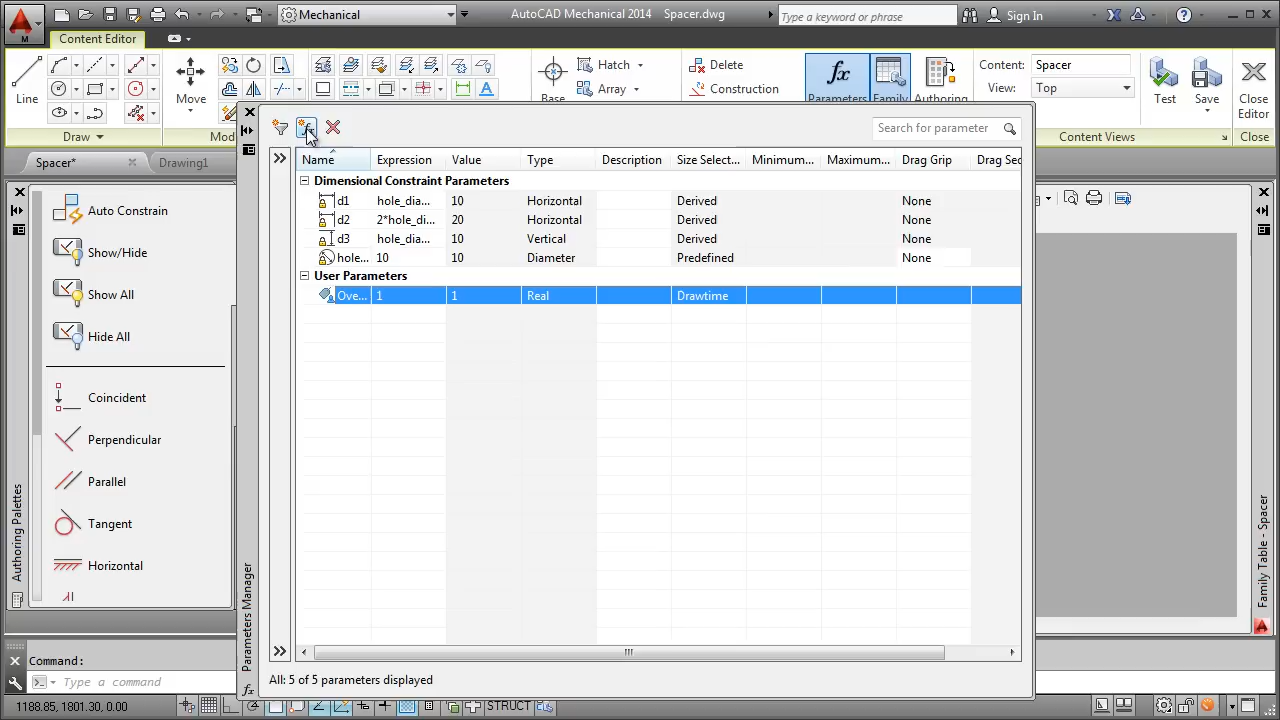 Mechanical
AutoCAD Mechanical 2014 Spacer.dwg
Type a keyword or phrase
Sign In
M
Content Editor
Line
Move
Base
Hatch
Array
Delete
Construction
Parameters
Family
Authoring
Content: Spacer
View: Top
Test
Save
Close
Editor
Draw
Modi
Content Views
Close
Spacer*
Drawing1
Search for parameter
Name Expression Value Type Description Size Select... Minimum... Maximum... Drag Grip Drag Sec
Dimensional Constraint Parameters
d1 hole_dia... 10 Horizontal Derived None
d2 2*hole_di... 20 Horizontal Derived None
d3 hole_dia... 10 Vertical Derived None
hole... 10 10 Diameter Predefined None
User Parameters
Ove... 1 1 Real Drawtime
Auto Constrain
Show/Hide
Show All
Hide All
Coincident
Perpendicular
Parallel
Tangent
Horizontal
Authoring Palettes
Parameters Manager
Family Table - Spacer
All: 5 of 5 parameters displayed
Command:
Type a command
1188.85, 1801.30, 0.00
STRUCT